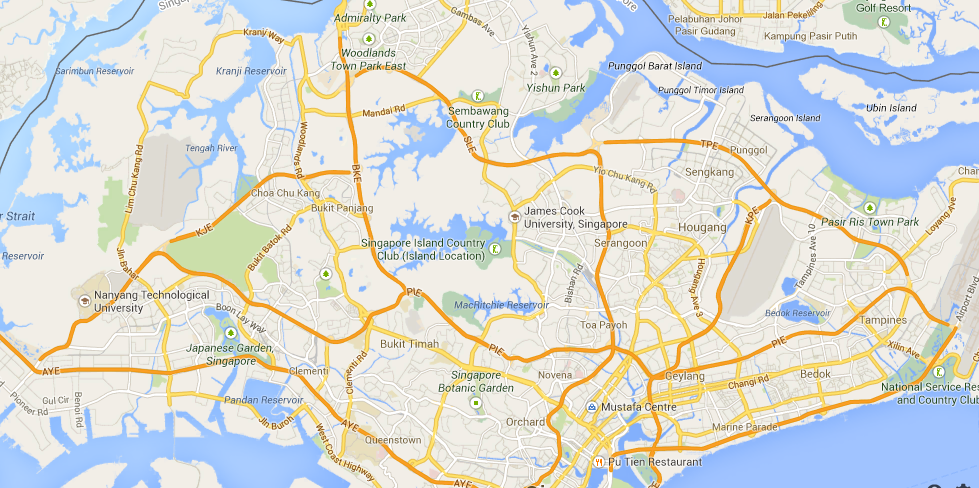 Admiralty Park
Gambas Ave
Pelabuhan Johor
Pasir Gudang
Jalan Pekeliling
Golf Resort
Kampung Pasir Putih
Kranji Way
Woodlands
Town Park East
Yishun Ave 2
Sarimbun Reservoir
Kranji Reservoir
Punggol Barat Island
Yishun Park
Punggol Timor Island
Ubin Island
Mandai Rd
Sembawang
Country Club
Serangoon Island
Woodlands Rd
SLE
TPE
Tengah River
Punggol
BKE
Yio Chu Kang Rd
Sengkang
Lim Chu Kang Rd
Choa Chu Kang
Bukit Panjang
James Cook
University, Singapore
KPE
Pasir Ris Town Park
Loyang Ave
Hougang
r Strait
KJE
Singapore Island Country
Club (Island Location)
Serangoon
Reservoir
Jln Bahar
Bukit Batok Rd
Bishan Rd
Hougang Ave 3
Tampines Ave 10
Airport Blvd
Nanyang Technological
University
PIE
MacRitchie Reservoir
Boon Lay Way
Bedok Reservoir
Toa Payoh
Tampines
Japanese Garden,
Singapore
Bukit Timah
PIE
PIE
Xilin Ave
AYE
Clementi
Clementi Rd
Singapore
Botanic Garden
Novena
Geylang
Changi Rd
Bedok
National Service Res
and Country Club
Pioneer Rd
Gul Cir
Benoi Rd
Pandan Reservoir
Jln Buroh
Mustafa Centre
Orchard
AYE
Marine Parade
West Coast Highway
Queenstown
Pu Tien Restaurant
AYE